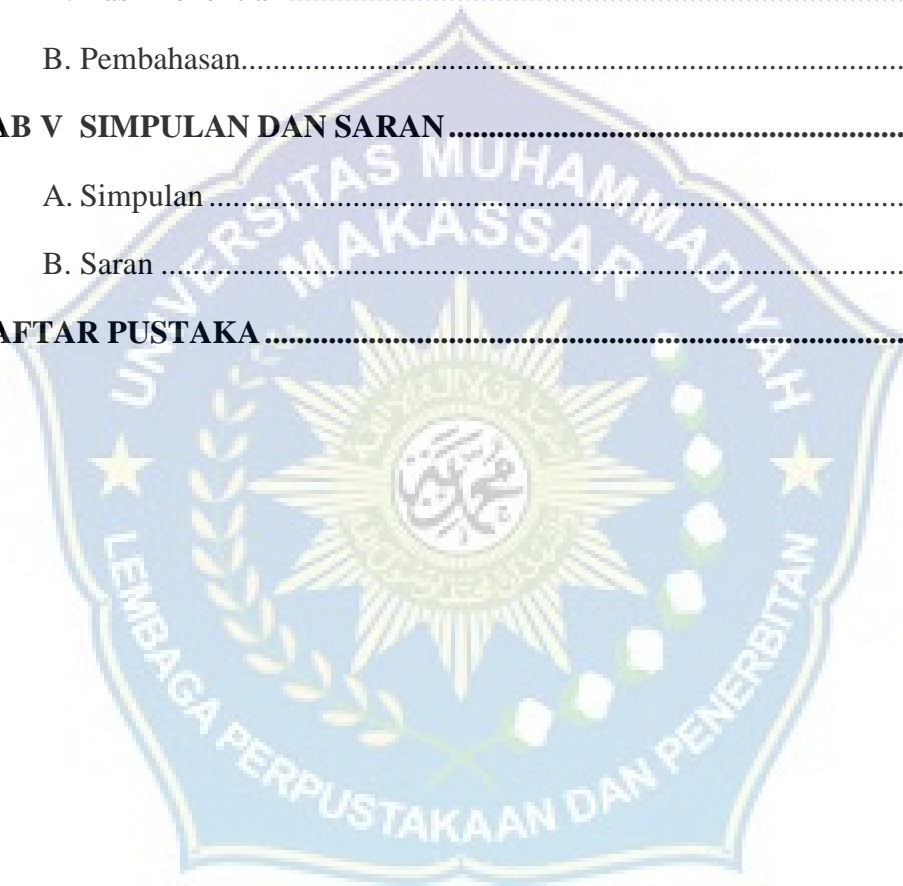 B. Pembahasan
AB V SIMPULAN DAN SARAN
A. Simpulan
B. Saran
AFTAR PUSTAKA
UNIVERSITAS MUHAMMADIYAH
MAKASSAR
LEMBAGA PERPUSTAKAAN DAN PENERBITAN